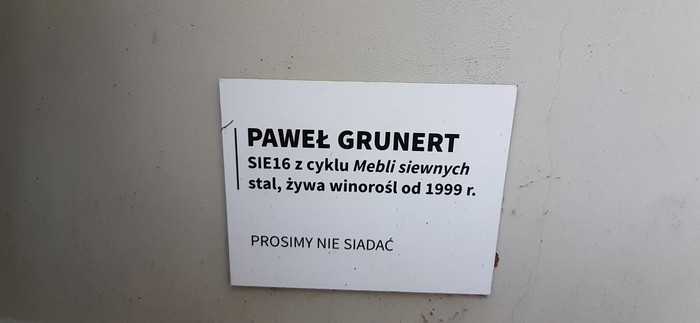 PAWEŁ GRUNERT
SIE16 z cyklu Mebli siewnych
stal, żywa winorośl od 1999 r.
PROSIMY NIE SIADAĆ